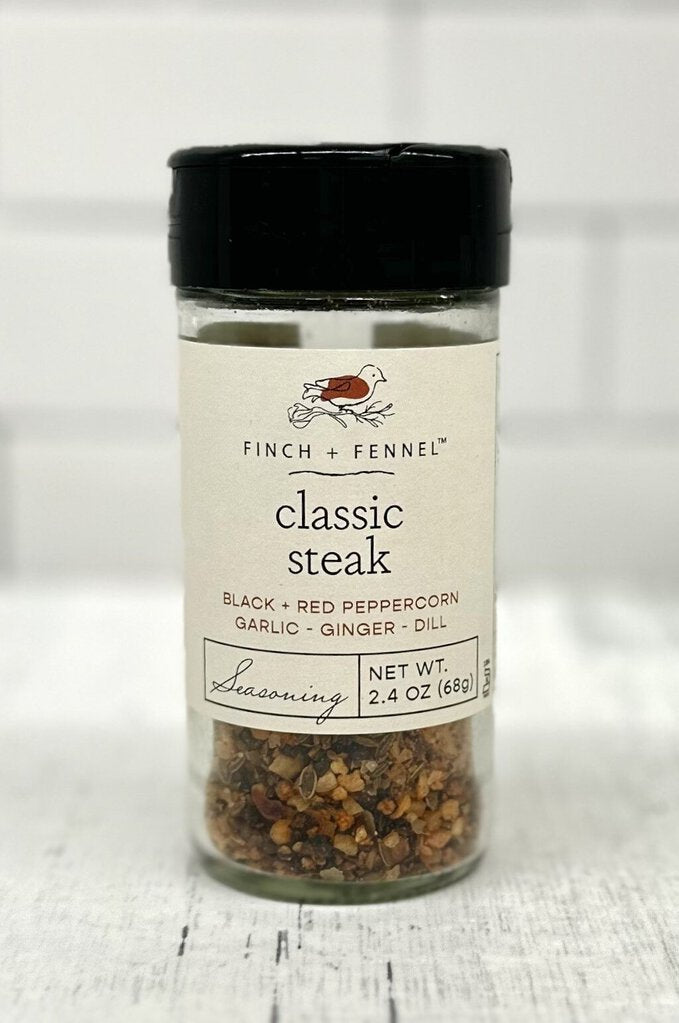 FINCH + FENNEL™
classic
steak
BLACK + RED PEPPERCORN
GARLIC - GINGER - DILL
Seasoning
NET WT.
2.4 OZ (68g)